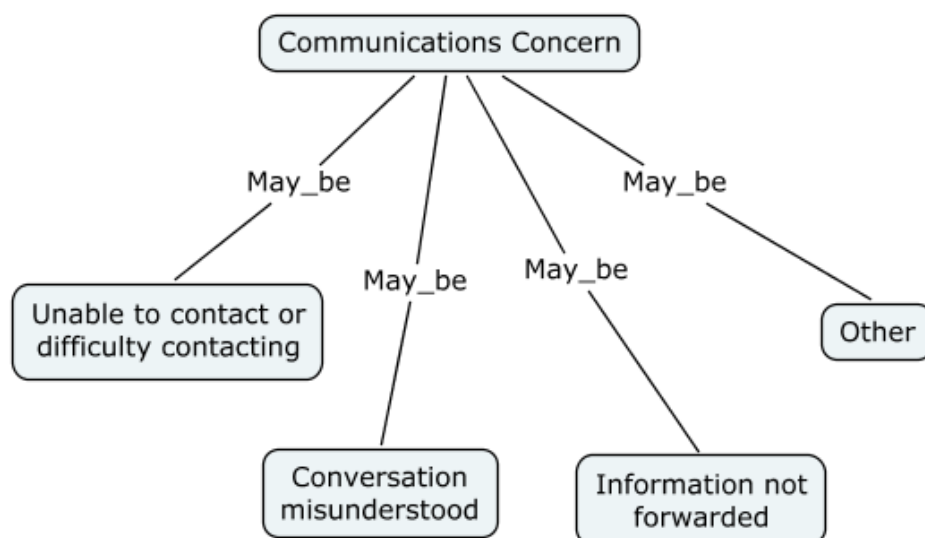 Communications Concern
May_be
May_be
May_be
May_be
Unable to contact or
difficulty contacting
Other
Conversation
misunderstood
Information not
forwarded